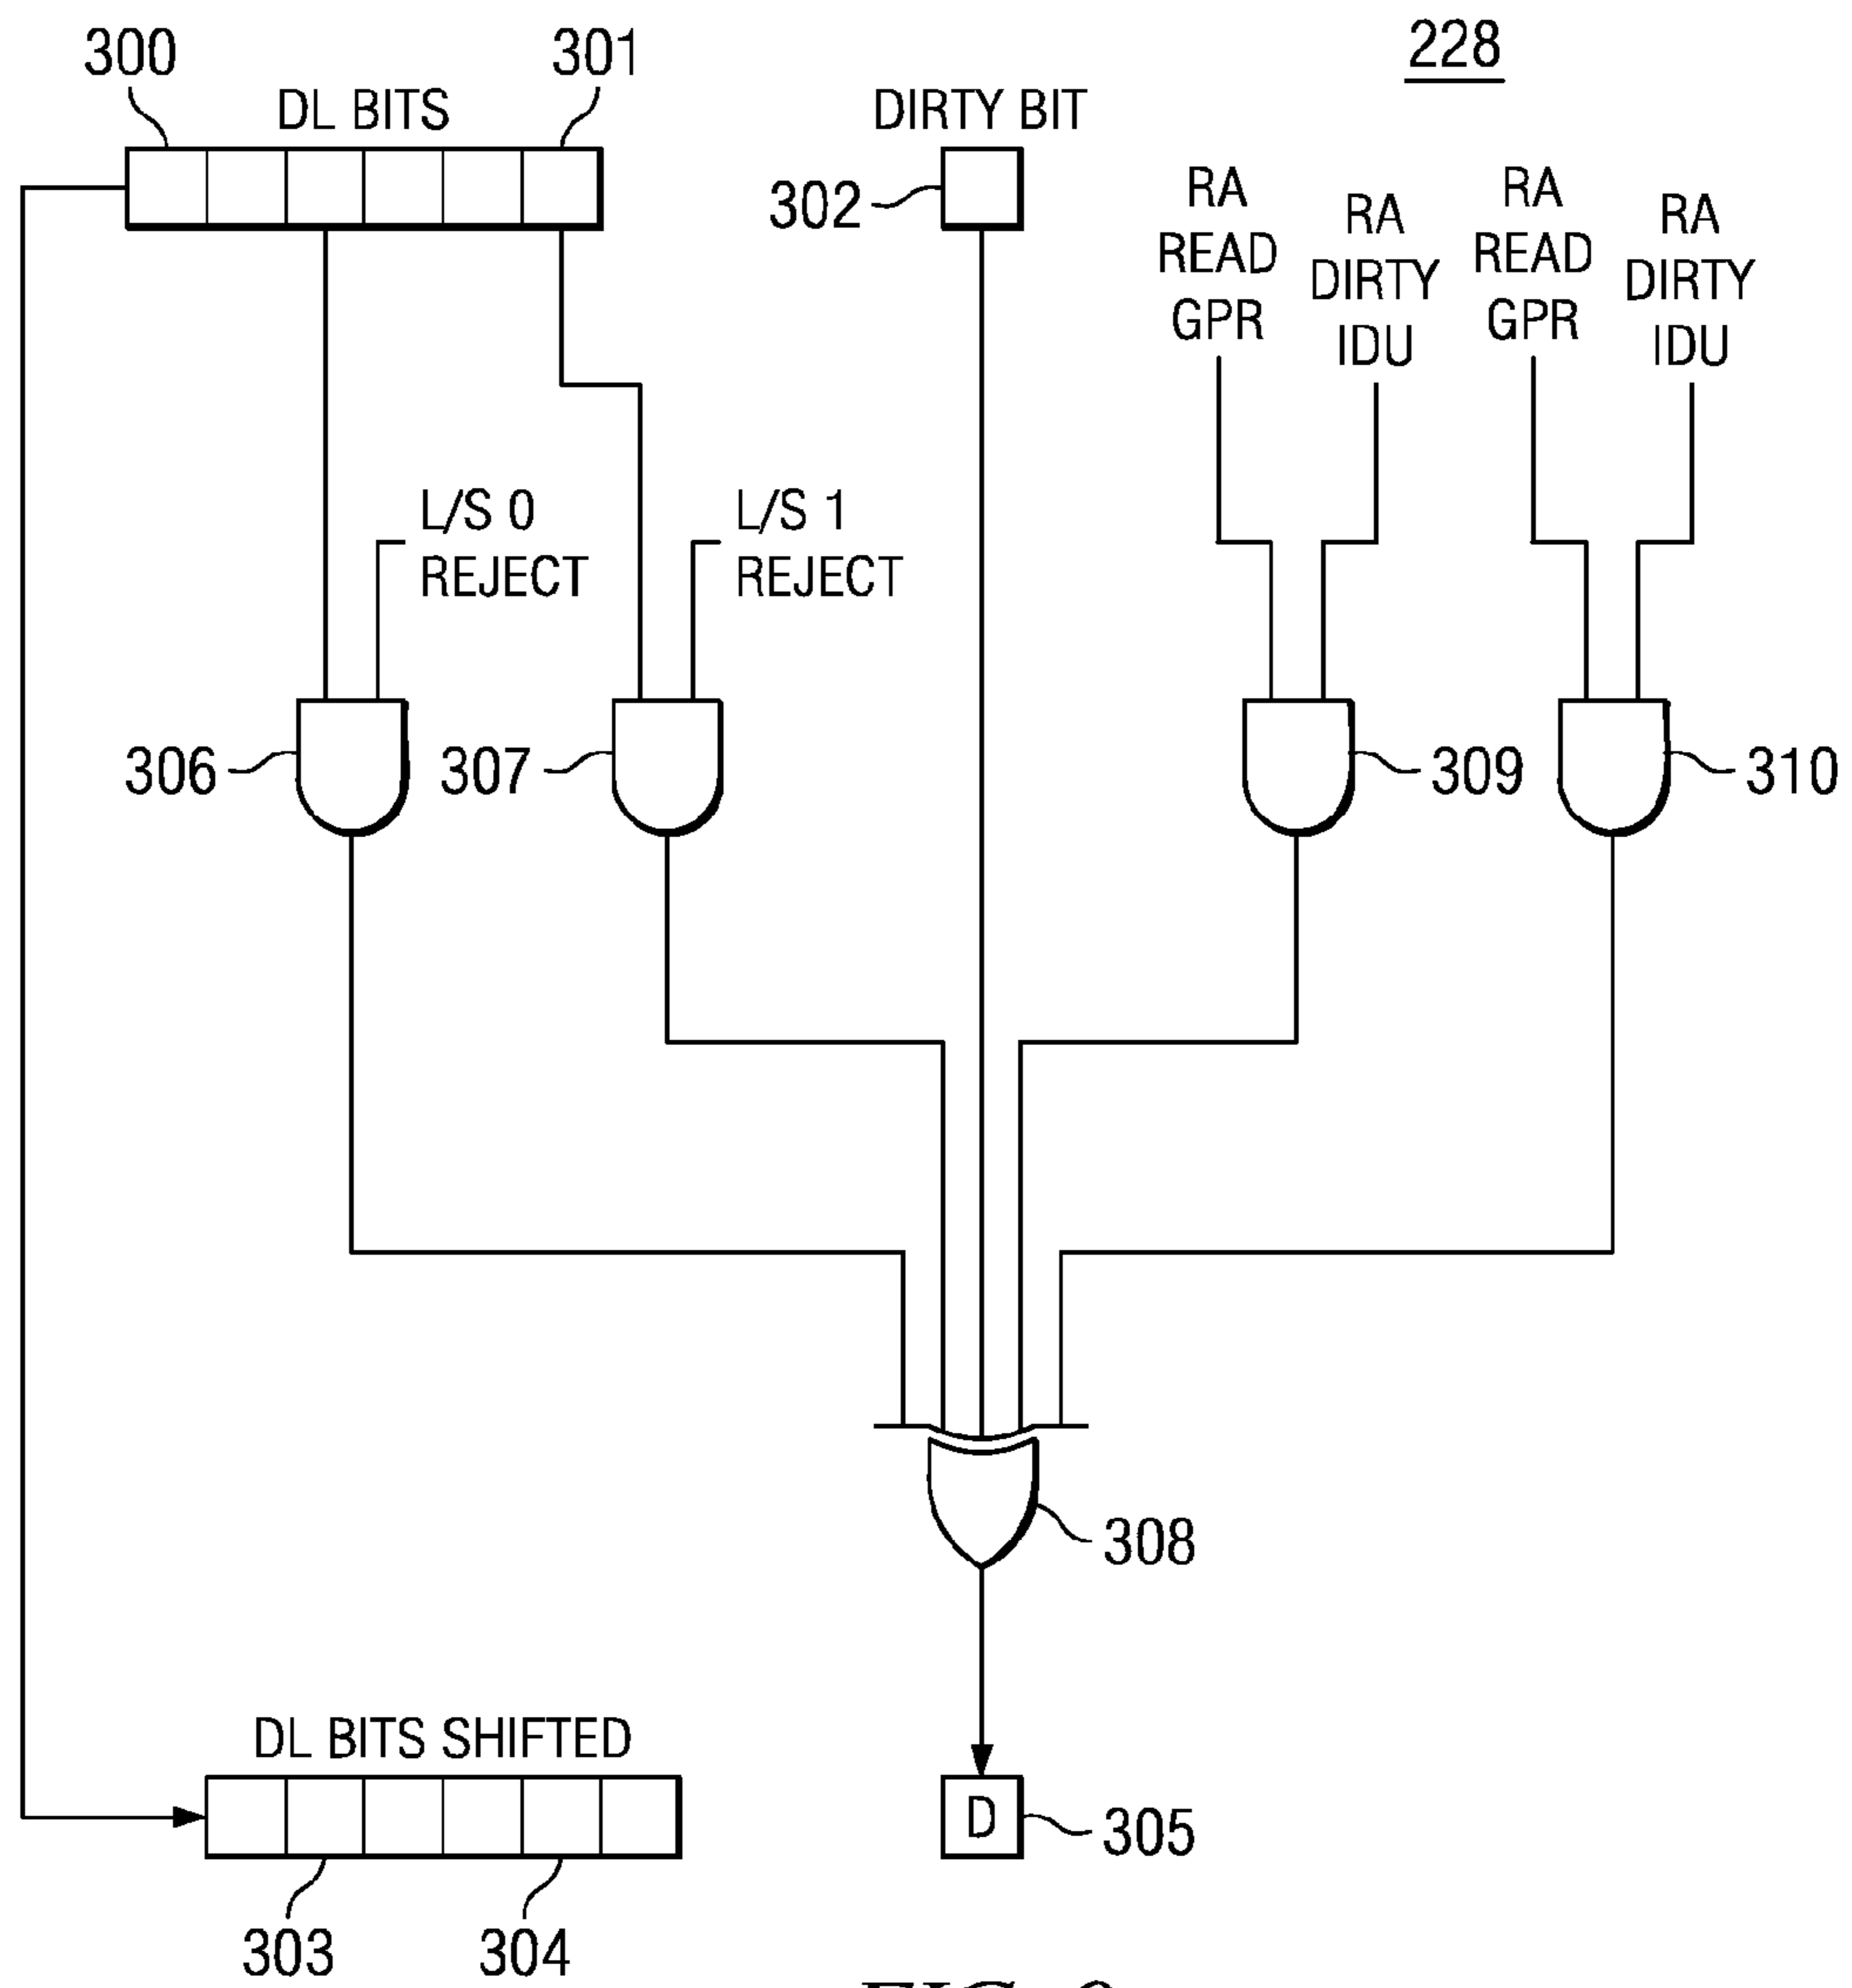 300
301
228
DL BITS
DIRTY BIT
302
RA
READ
GPR
RA
DIRTY
IDU
RA
READ
GPR
RA
DIRTY
IDU
L/S 0
REJECT
L/S 1
REJECT
306
307
309
310
308
DL BITS SHIFTED
D
305
303
304